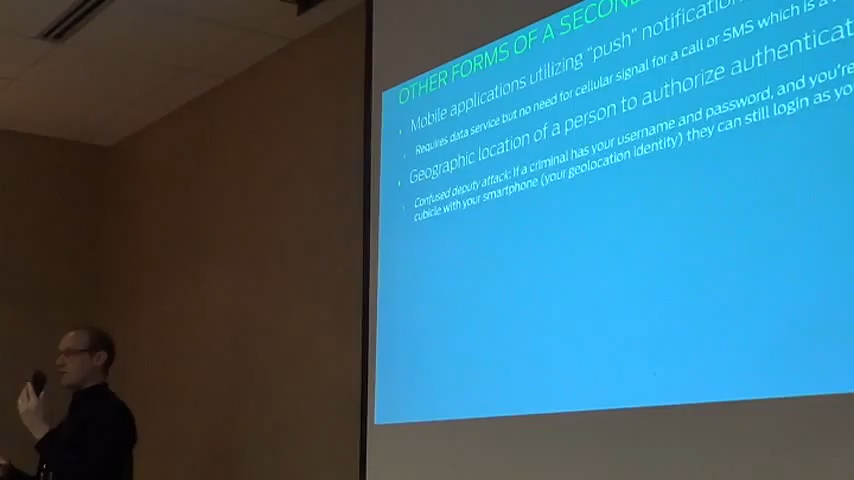 OTHER FORMS OF A SECOND
Mobile applications utilizing "push" notification
Requires data service but no need for cellular signal for a call or SMS which is a
Geographic location of a person to authorize authenticat
Confused deputy attack: If a criminal has your username and password, and you're
cubicle with your smartphone (your geolocation identity) they can still login as yo